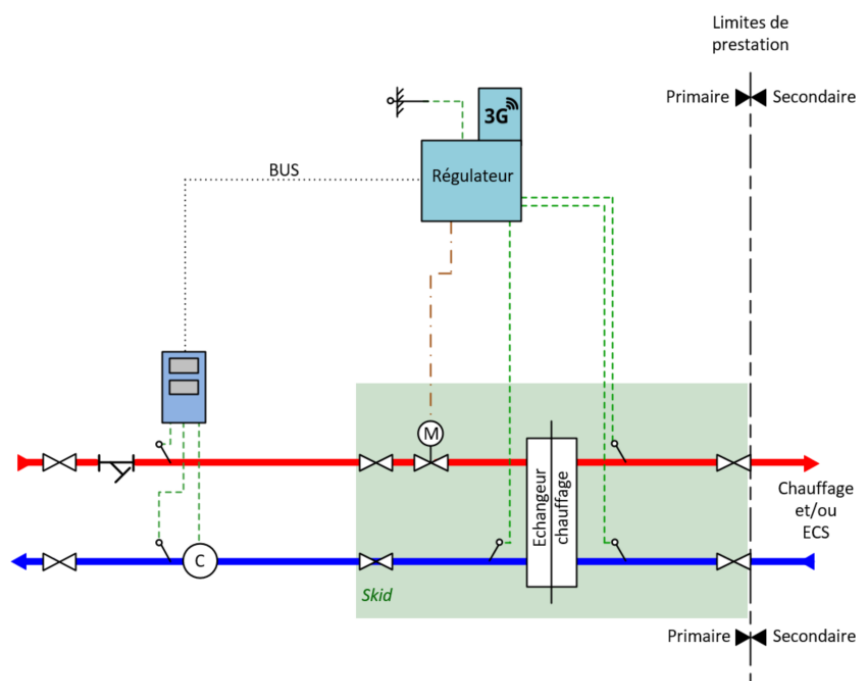 Limites de
prestation
Primaire
Secondaire
3G
BUS
Régulateur
M
Echangeur
chauffage
C
Chauffage
et/ou
ECS
Skid
Primaire
Secondaire